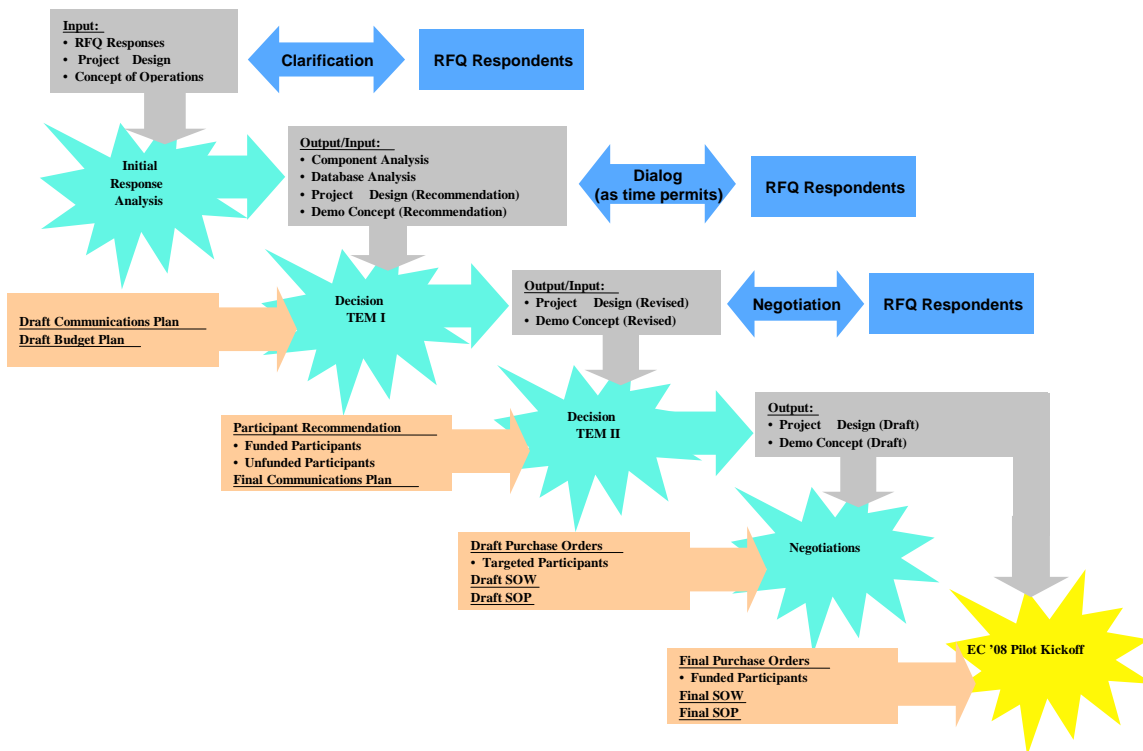 Input:
• RFQ Responses
• Project Design
• Concept of Operations
Clarification
RFQ Respondents
Initial
Response
Analysis
Output/Input:
• Component Analysis
• Database Analysis
• Project Design (Recommendation)
• Demo Concept (Recommendation)
Dialog
(as time permits)
RFQ Respondents
Draft Communications Plan
Draft Budget Plan
Decision
TEM I
Output/Input:
• Project Design (Revised)
• Demo Concept (Revised)
Negotiation
RFQ Respondents
Participant Recommendation
• Funded Participants
• Unfunded Participants
Final Communications Plan
Decision
TEM II
Output:
• Project Design (Draft)
• Demo Concept (Draft)
Draft Purchase Orders
• Targeted Participants
Draft SOW
Draft SOP
Negotiations
Final Purchase Orders
• Funded Participants
Final SOW
Final SOP
EC ’08 Pilot Kickoff